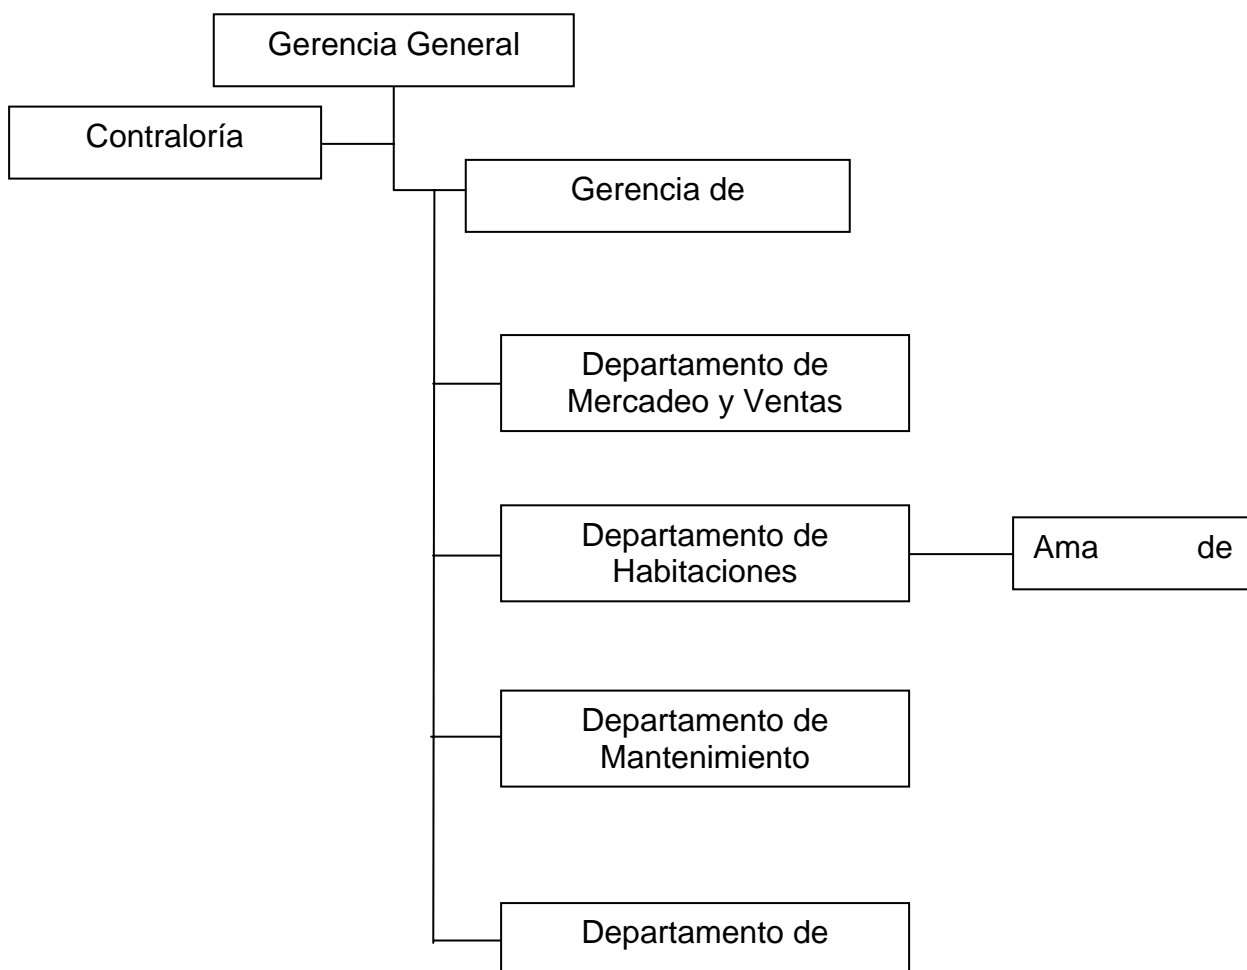 Gerencia General
Contraloría
Gerencia de
Departamento de
Mercadeo y Ventas
Departamento de
Habitaciones
Ama de
Departamento de
Mantenimiento
Departamento de